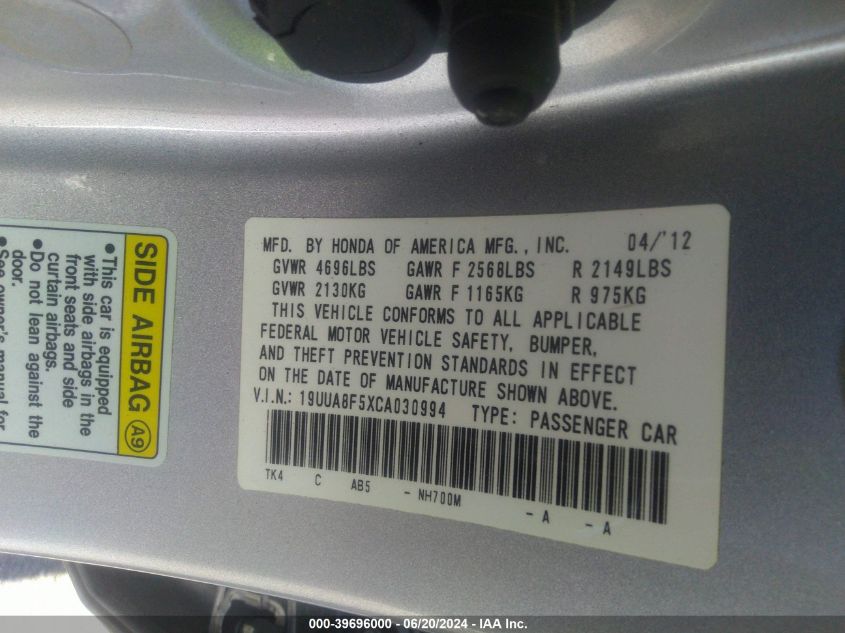 MFD. BY HONDA OF AMERICA MFG., INC. 04/'12
GVWR 4696LBS GAWR F 2568LBS R 2149LBS
GVWR 2130KG GAWR F 1165KG R 975KG
THIS VEHICLE CONFORMS TO ALL APPLICABLE
FEDERAL MOTOR VEHICLE SAFETY, BUMPER,
AND THEFT PREVENTION STANDARDS IN EFFECT
ON THE DATE OF MANUFACTURE SHOWN ABOVE.
V.I.N.: 19UUA8F5XCA030994 TYPE: PASSENGER CAR
TK4 C AB5 - NH700M - A - A
SIDE AIRBAG A9
•This car is equipped
with side airbags in the
front seats and side
curtain airbags.
•Do not lean against the
door.
•See owner's manual for
000-39696000 - 06/20/2024 - IAA Inc.